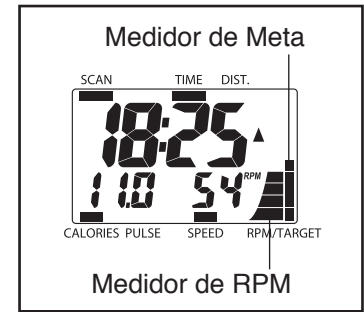 Medidor de Meta
SCAN TIME DIST.
18:25
11.0 54 RPM
CALORIES PULSE SPEED RPM/TARGET
Medidor de RPM